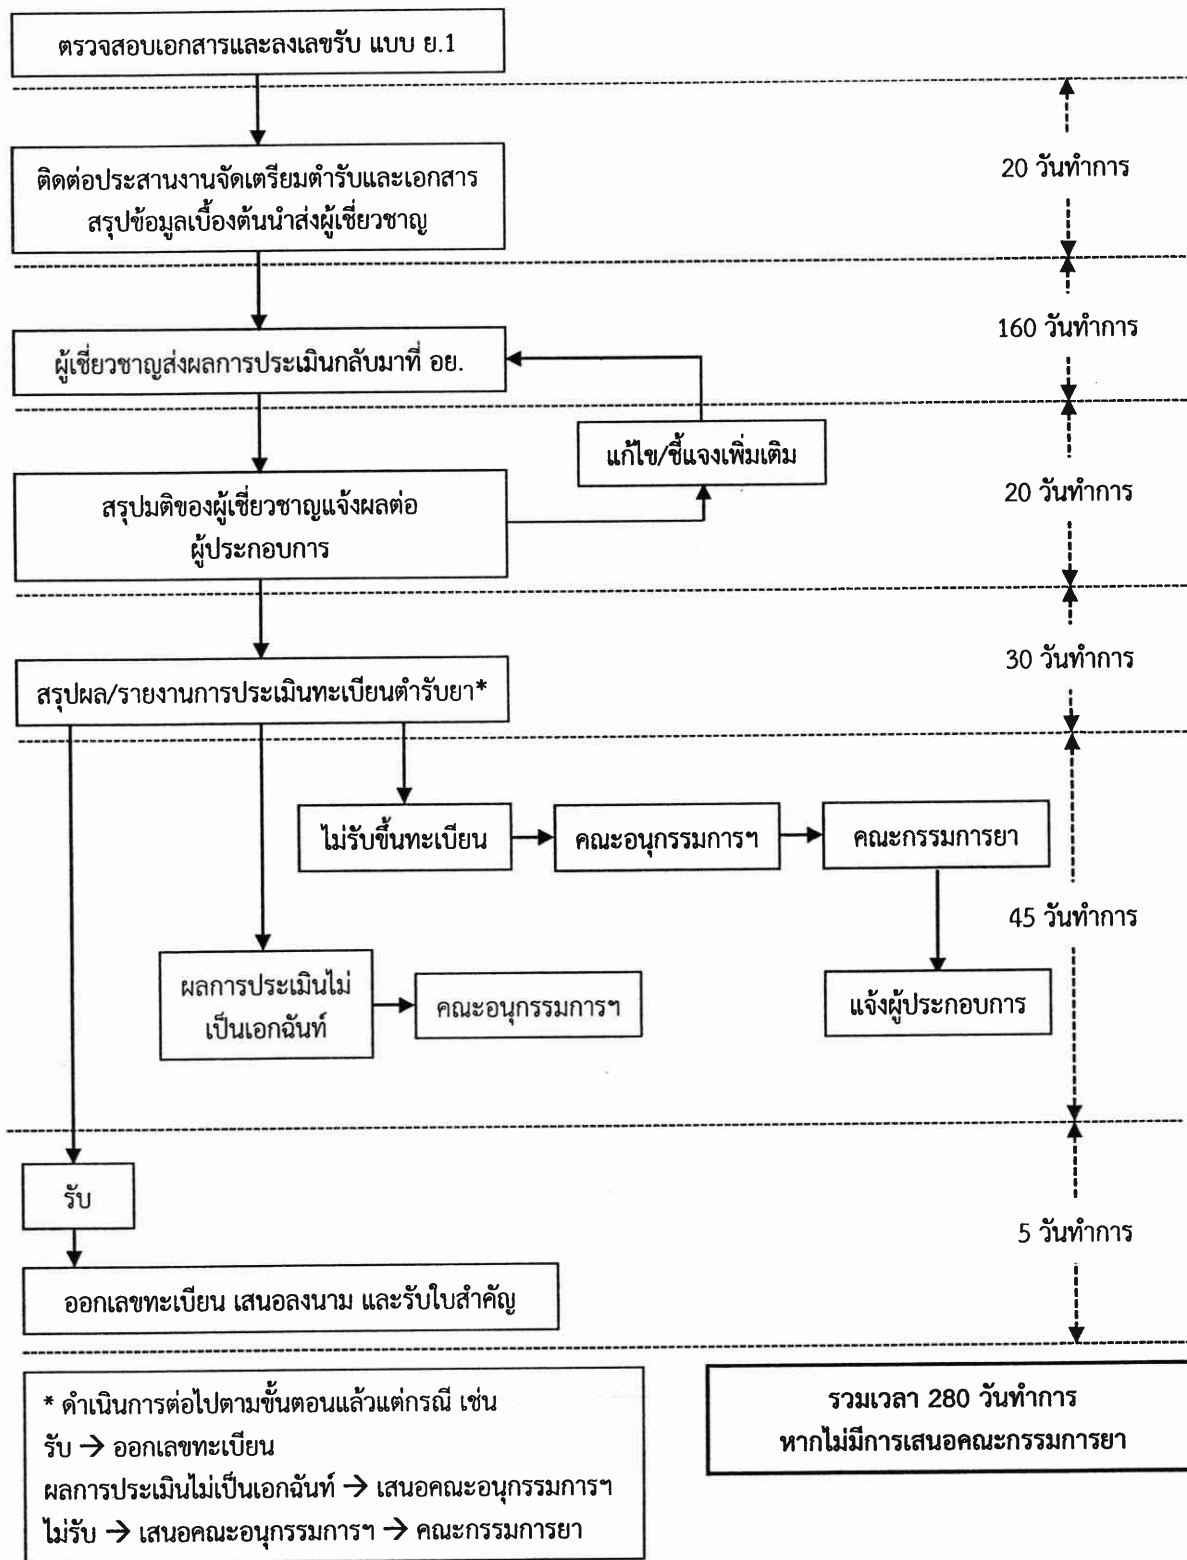 ตรวจสอบเอกสารและลงเลขรับ แบบ ย.1
ติดต่อประสานงานจัดเตรียมตำรับและเอกสาร
สรุปข้อมูลเบื้องต้นนำส่งผู้เชี่ยวชาญ
20 วันทำการ
160 วันทำการ
ผู้เชี่ยวชาญส่งผลการประเมินกลับมาที่ อย.
แก้ไข/ชี้แจงเพิ่มเติม
สรุปมติของผู้เชี่ยวชาญแจ้งผลต่อ
ผู้ประกอบการ
20 วันทำการ
30 วันทำการ
สรุปผล/รายงานการประเมินทะเบียนตำรับยา*
ไม่รับขึ้นทะเบียน
คณะอนุกรรมการฯ
คณะกรรมการยา
45 วันทำการ
ผลการประเมินไม่
เป็นเอกฉันท์
คณะอนุกรรมการฯ
แจ้งผู้ประกอบการ
รับ
5 วันทำการ
ออกเลขทะเบียน เสนอลงนาม และรับใบสำคัญ
* ดำเนินการต่อไปตามขั้นตอนแล้วแต่กรณี เช่น
รับ → ออกเลขทะเบียน
ผลการประเมินไม่เป็นเอกฉันท์ → เสนอคณะอนุกรรมการฯ
ไม่รับ → เสนอคณะอนุกรรมการฯ → คณะกรรมการยา
รวมเวลา 280 วันทำการ
หากไม่มีการเสนอคณะกรรมการยา